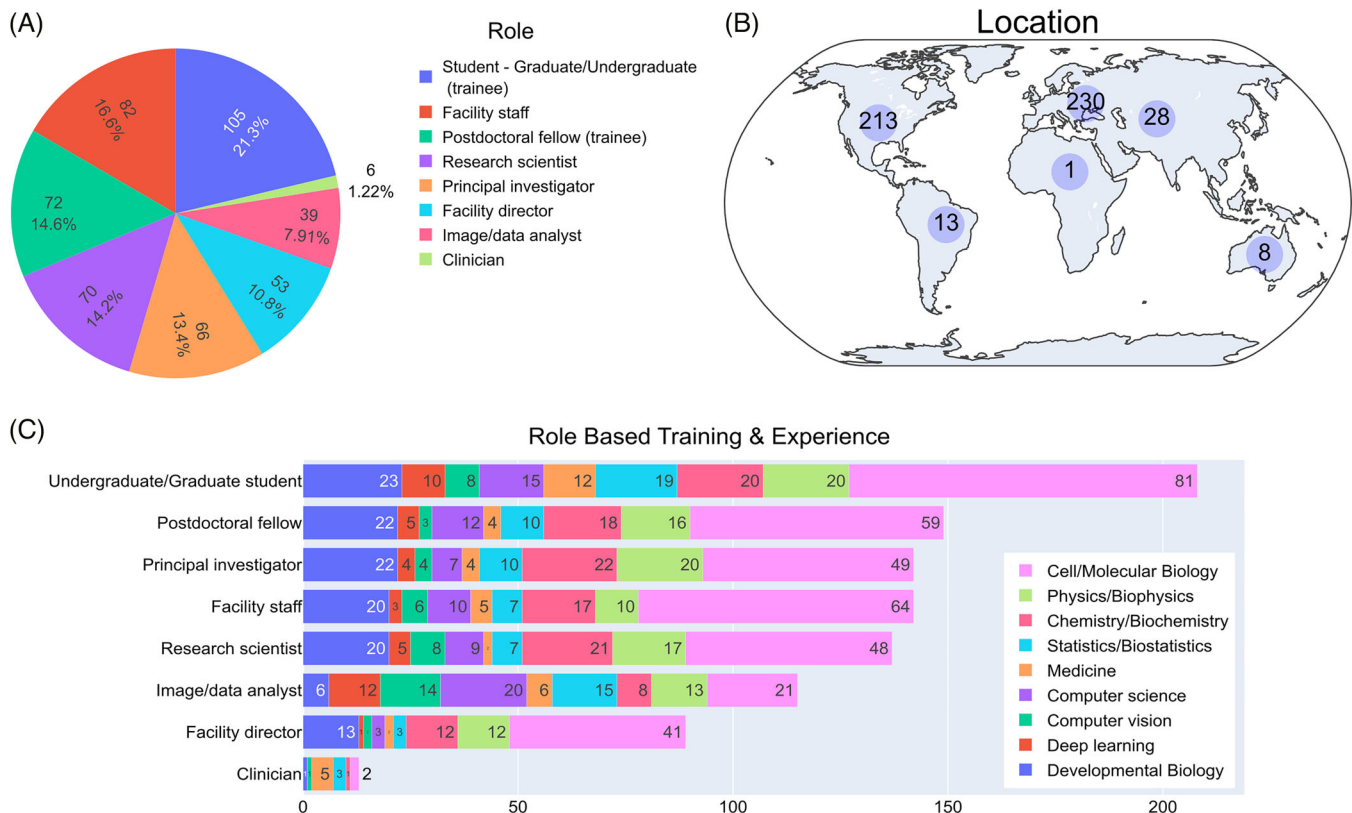 (A)
Role
Student - Graduate/Undergraduate
(trainee)
Facility staff
Postdoctoral fellow (trainee)
Research scientist
Principal investigator
Facility director
Image/data analyst
Clinician
105
21.3%
6
1.22%
39
7.91%
53
10.8%
66
13.4%
70
14.2%
72
14.6%
82
16.6%
(B)
Location
213
230
28
1
13
8
(C)
Role Based Training & Experience
Undergraduate/Graduate student 23 10 8 15 12 19 20 20 81
Postdoctoral fellow 22 5 3 12 4 10 18 16 59
Principal investigator 22 4 4 7 4 10 22 20 49
Facility staff 20 3 6 10 5 7 17 10 64
Research scientist 20 5 8 9 7 21 17 48
Image/data analyst 6 12 14 20 6 15 8 13 21
Facility director 13 1 3 3 12 12 41
Clinician 5 3 2
0 50 100 150 200
Cell/Molecular Biology
Physics/Biophysics
Chemistry/Biochemistry
Statistics/Biostatistics
Medicine
Computer science
Computer vision
Deep learning
Developmental Biology